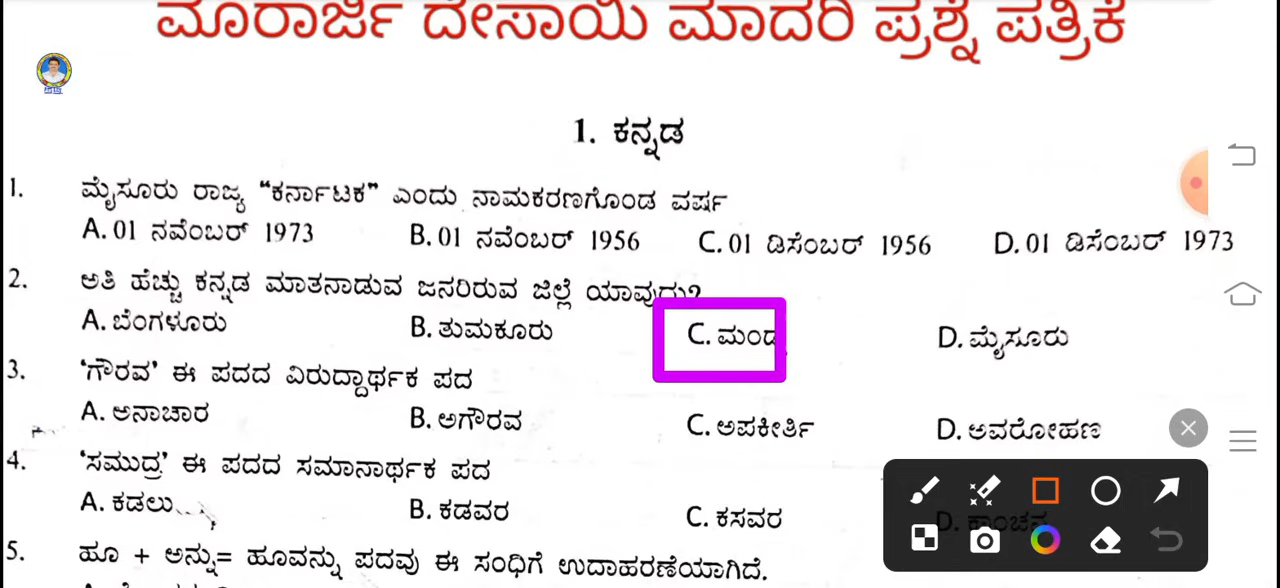 ಮೂರಾರ್ಜಿ ದೇಸಾಯಿ ಮಾದರಿ ಪ್ರಶ್ನೆ ಪತ್ರಿಕೆ
1. ಕನ್ನಡ
1. ಮೈಸೂರು ರಾಜ್ಯ “ಕರ್ನಾಟಕ” ಎಂದು ನಾಮಕರಣಗೊಂಡ ವರ್ಷ
A. 01 ನವೆಂಬರ್ 1973 B. 01 ನವೆಂಬರ್ 1956 C. 01 ಡಿಸೆಂಬರ್ 1956 D. 01 ಡಿಸೆಂಬರ್ 1973
2. ಅತಿ ಹೆಚ್ಚು ಕನ್ನಡ ಮಾತನಾಡುವ ಜನರಿರುವ ಜಿಲ್ಲೆ ಯಾವುದು?
A. ಬೆಂಗಳೂರು B. ತುಮಕೂರು C. D. ಮೈಸೂರು
3. ‘ಗೌರವ’ ಈ ಪದದ ವಿರುದ್ದಾರ್ಥಕ ಪದ
A. ಅನಾಚಾರ B. ಅಗೌರವ C. ಅಪಕೀರ್ತಿ D. ಅವರೋಹಣ
4. ‘ಸಮುದ್ರ’ ಈ ಪದದ ಸಮಾನಾರ್ಥಕ ಪದ
A. ಕಡಲು B. ಕಡವರ C. ಕಸವರ D. ಕಾಂಚನ
5. ಹೂ + ಅನ್ನು= ಹೂವನ್ನು ಪದವು ಈ ಸಂಧಿಗೆ ಉದಾಹರಣೆಯಾಗಿದೆ.